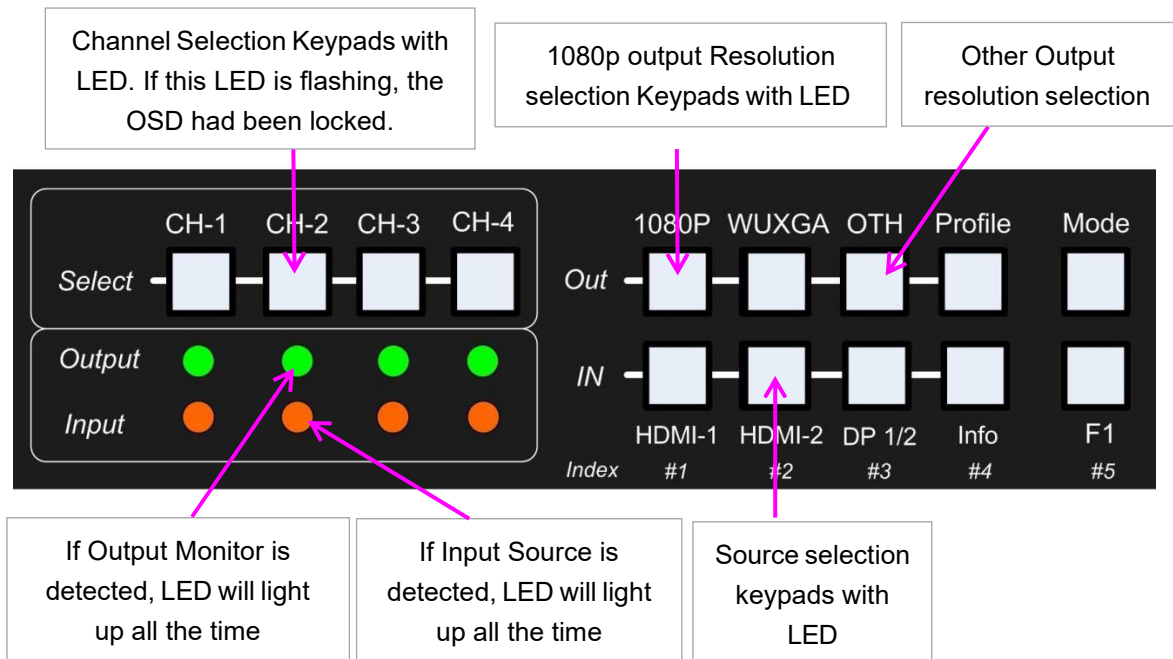 Channel Selection Keypads with
LED. If this LED is flashing, the
OSD had been locked.
1080p output Resolution
selection Keypads with LED
Other Output
resolution selection
CH-1 CH-2 CH-3 CH-4
Select
1080P WUXGA OTH Profile Mode
Out
Output
Input
IN
HDMI-1 HDMI-2 DP 1/2 Info F1
Index #1 #2 #3 #4 #5
If Output Monitor is
detected, LED will light
up all the time
If Input Source is
detected, LED will light
up all the time
Source selection
keypads with
LED